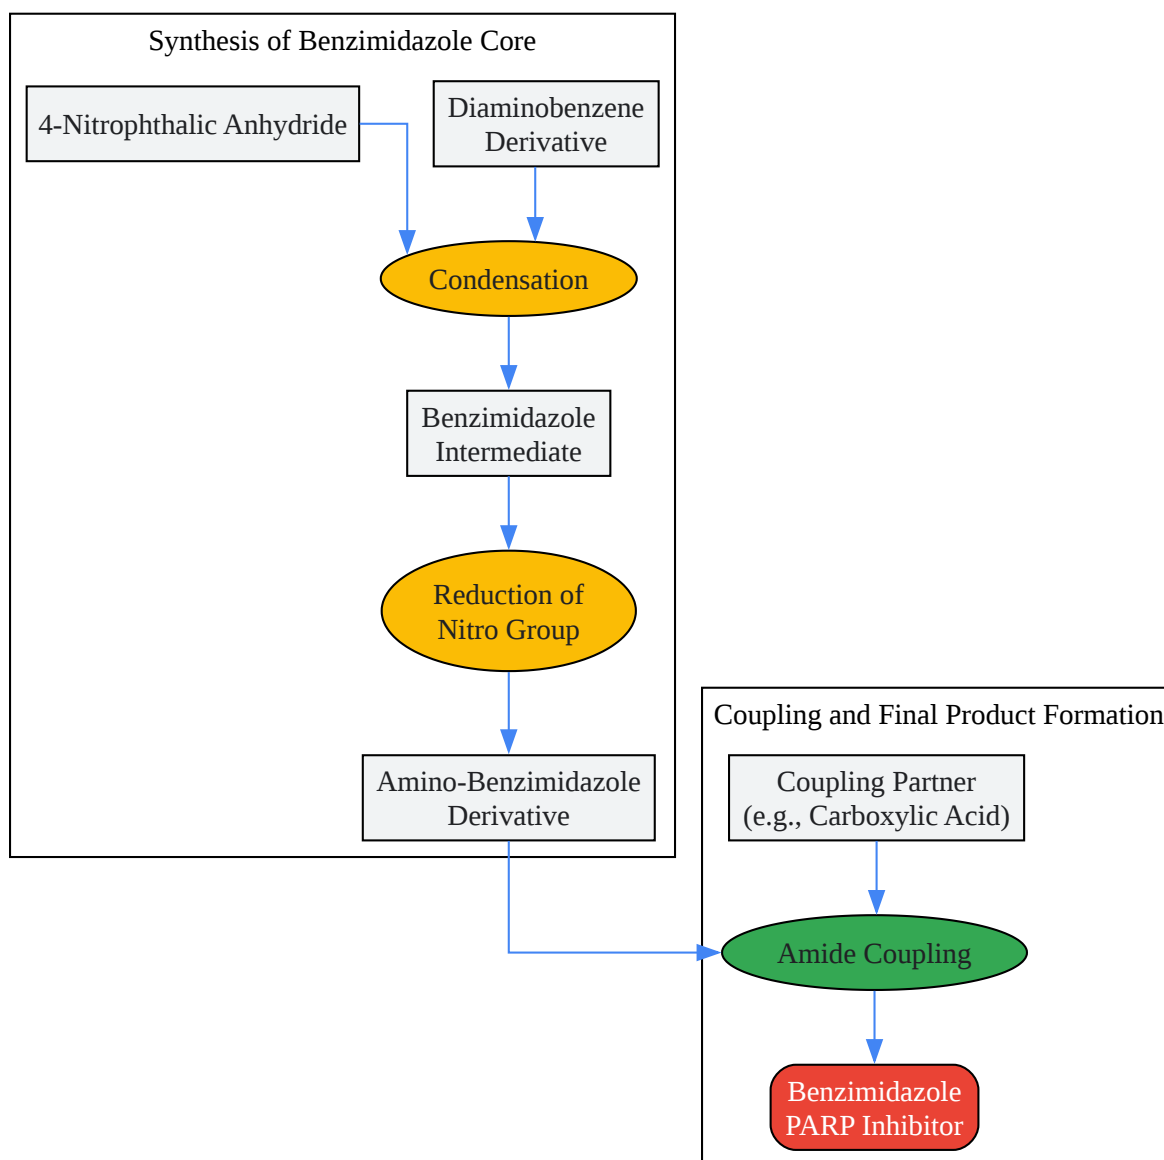 Synthesis of Benzimidazole Core
4-Nitrophthalic Anhydride
Diaminobenzene
Derivative
Condensation
Benzimidazole
Intermediate
Reduction of
Nitro Group
Amino-Benzimidazole
Derivative
Coupling and Final Product Formation
Coupling Partner
(e.g., Carboxylic Acid)
Amide Coupling
Benzimidazole
PARP Inhibitor